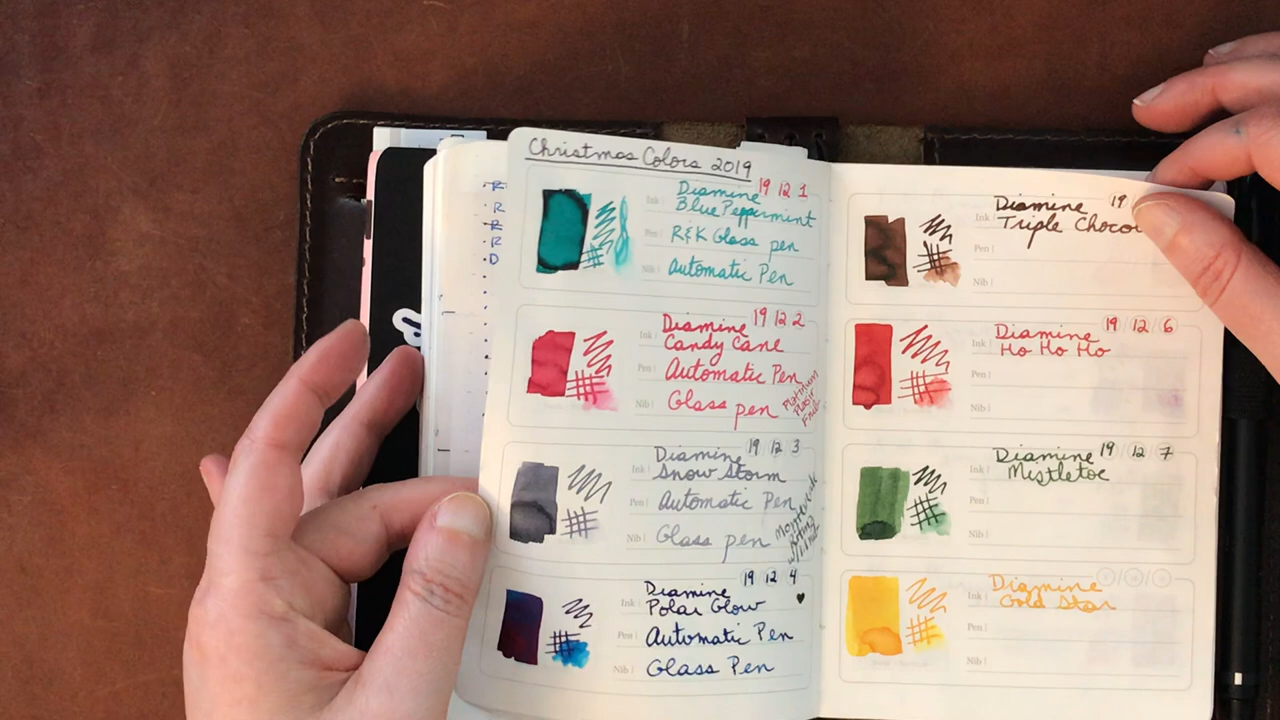 Christmas Colors 2019
19 12 1
Ink | Diamine
Blue Peppermint
Pen | R&K Glass pen
Nib | Automatic Pen
19 12 2
Ink | Diamine
Candy Cane
Pen | Automatic Pen
Nib | Glass pen
Platinum
19 12 3
Ink | Diamine
Snow Storm
Pen | Automatic Pen
Nib | Glass pen
Monteverde
19 12 4
Ink | Diamine
Polar Glow
Pen | Automatic Pen
Nib | Glass Pen
R
R
R
R
D
19
Ink | Diamine
Triple Chocol
Pen |
Nib |
19 12 6
Ink | Diamine
Ho Ho Ho
Pen |
Nib |
19 12 7
Ink | Diamine
Mistletoe
Pen |
Nib |
Ink | Diamine
Gold Star
Pen |
Nib |